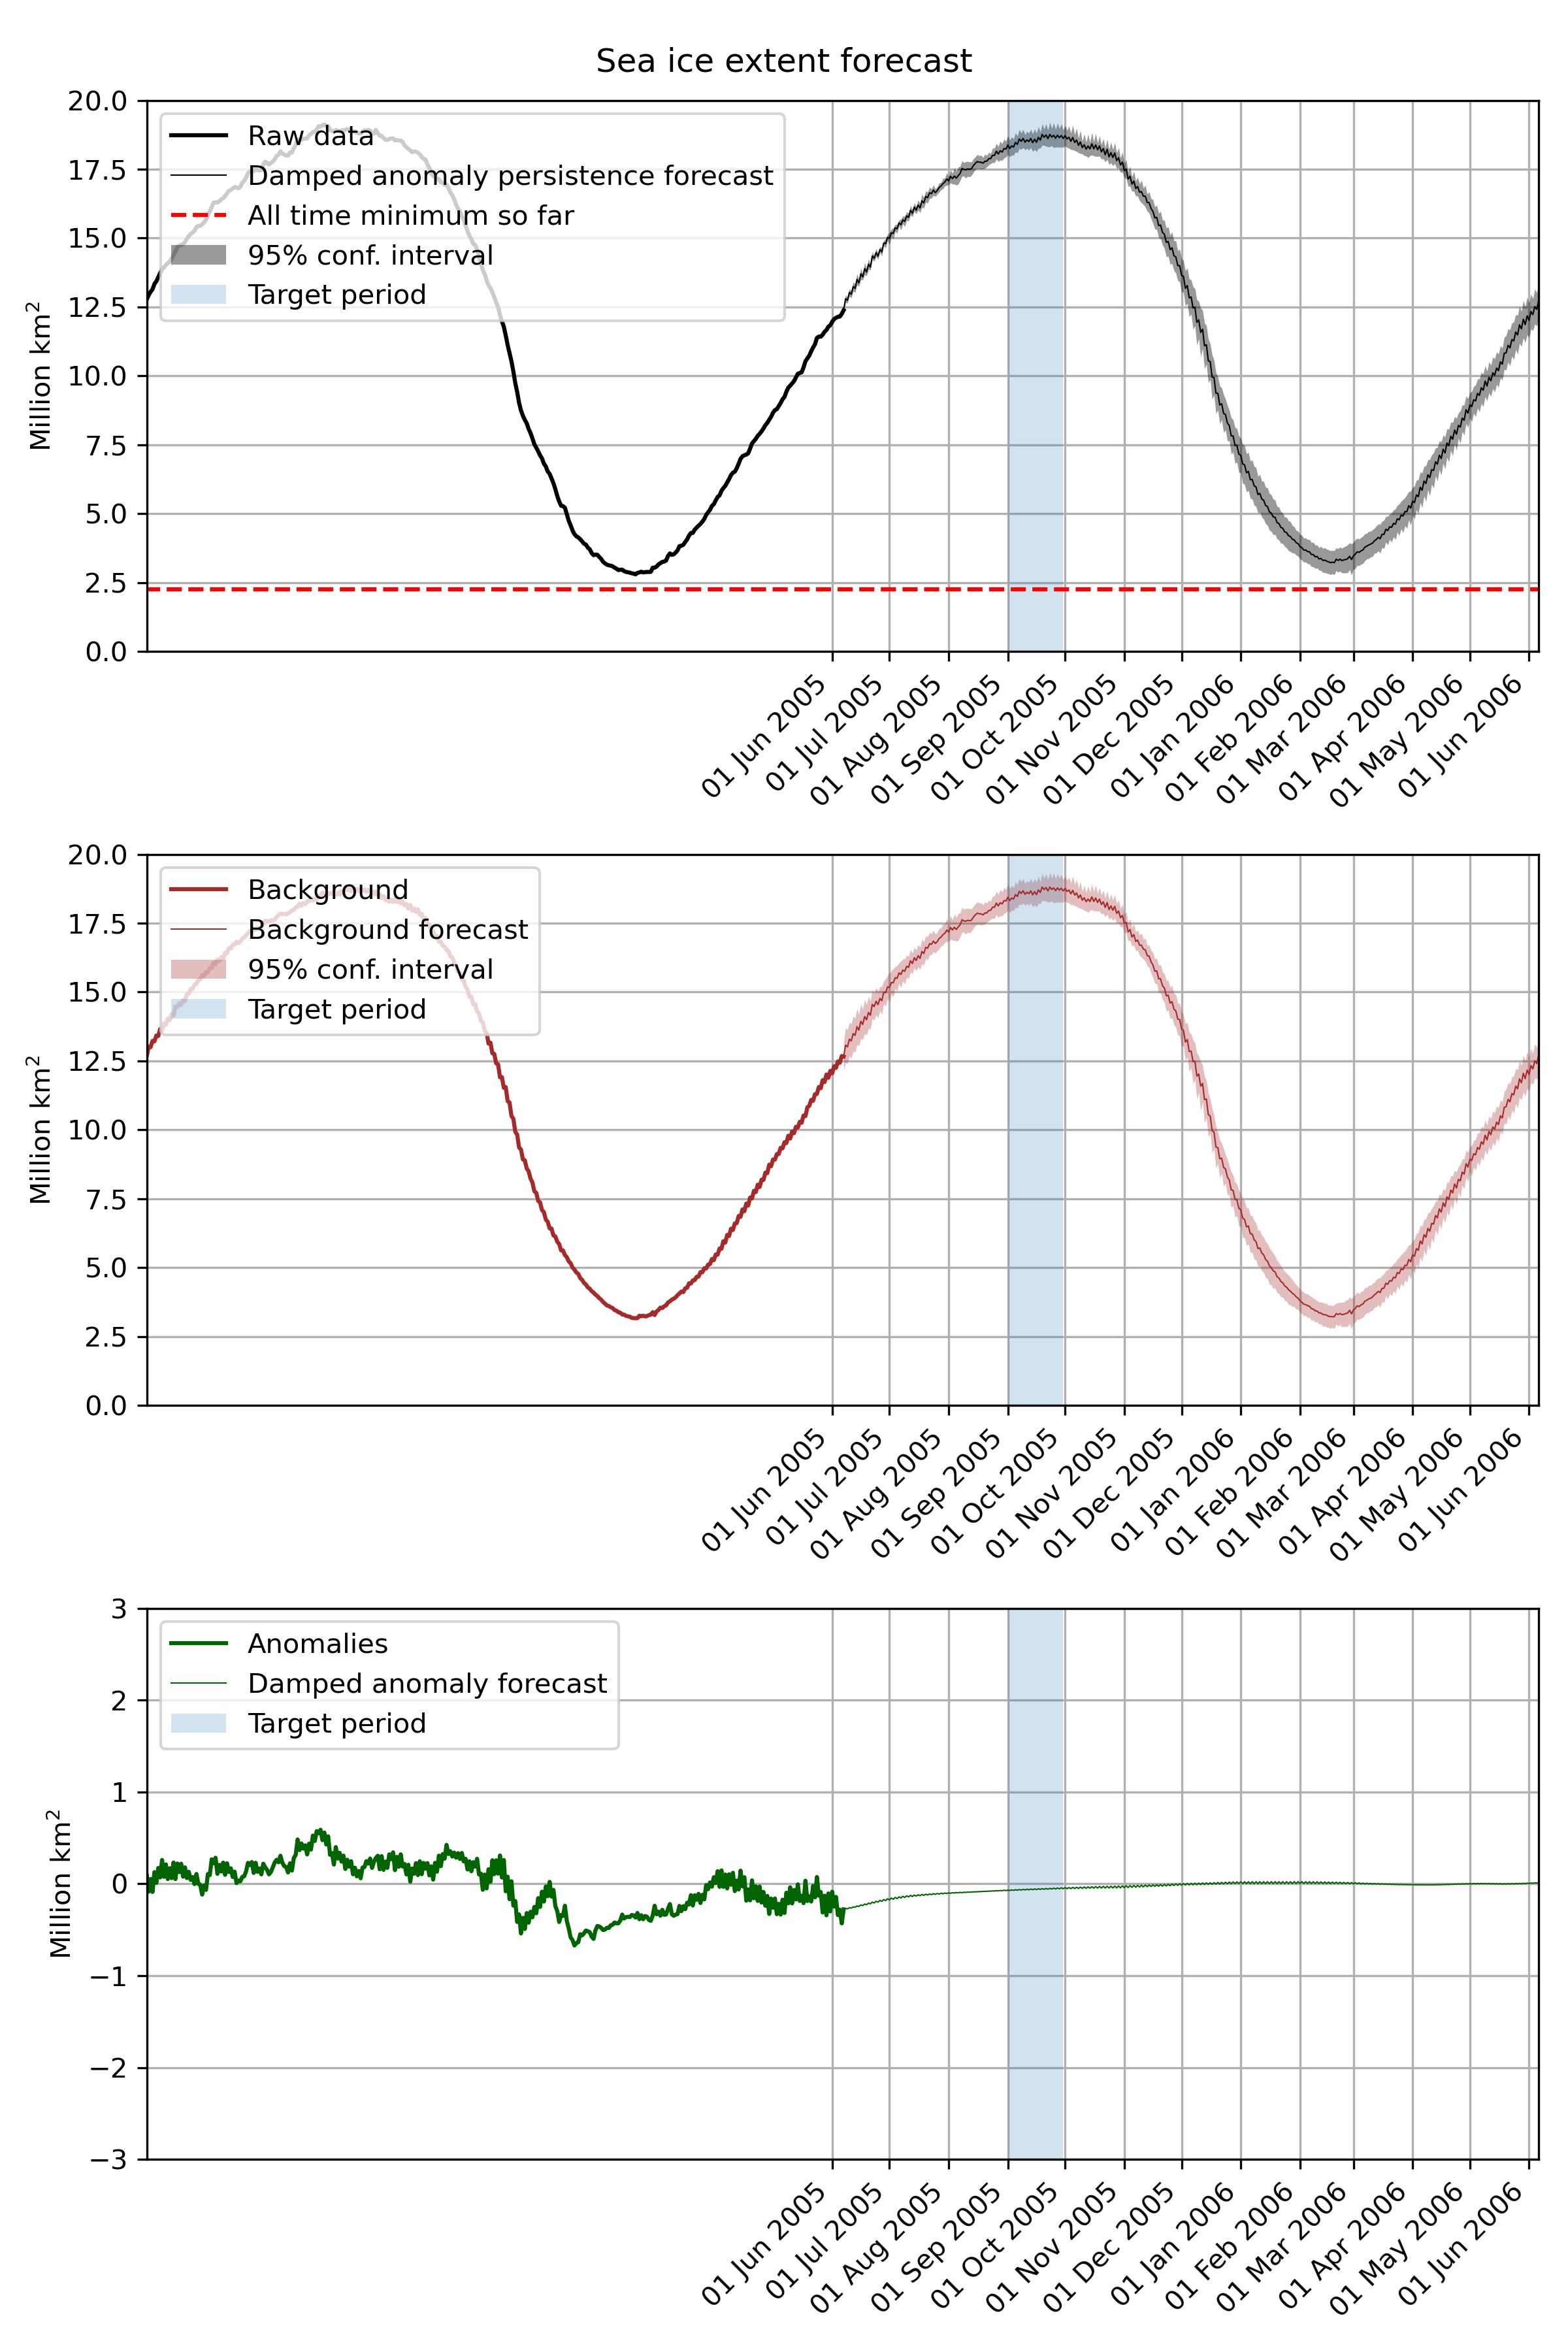 Sea ice extent forecast
20.0
17.5
15.0
12.5
10.0
7.5
5.0
2.5
0.0
Million km²
Raw data
Damped anomaly persistence forecast
All time minimum so far
95% conf. interval
Target period
01 Jun 2005
01 Jul 2005
01 Aug 2005
01 Sep 2005
01 Oct 2005
01 Nov 2005
01 Dec 2005
01 Jan 2006
01 Feb 2006
01 Mar 2006
01 Apr 2006
01 May 2006
01 Jun 2006
20.0
17.5
15.0
12.5
10.0
7.5
5.0
2.5
0.0
Million km²
Background
Background forecast
95% conf. interval
Target period
01 Jun 2005
01 Jul 2005
01 Aug 2005
01 Sep 2005
01 Oct 2005
01 Nov 2005
01 Dec 2005
01 Jan 2006
01 Feb 2006
01 Mar 2006
01 Apr 2006
01 May 2006
01 Jun 2006
3
2
1
0
−1
−2
−3
Million km²
Anomalies
Damped anomaly forecast
Target period
01 Jun 2005
01 Jul 2005
01 Aug 2005
01 Sep 2005
01 Oct 2005
01 Nov 2005
01 Dec 2005
01 Jan 2006
01 Feb 2006
01 Mar 2006
01 Apr 2006
01 May 2006
01 Jun 2006